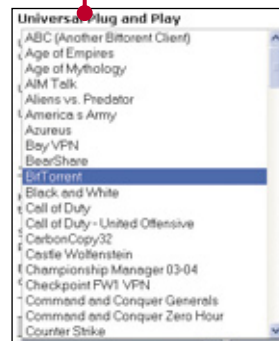 Universal Plug and Play
ABC (Another Bittorent Client)
Age of Empires
Age of Mythology
AIM Talk
Aliens vs. Predator
America s Army
Azureus
Bay VPN
BearShare
BitTorrent
Black and White
Call of Duty
Call of Duty - United Offensive
CarbonCopy32
Castle Wolfenstein
Championship Manager 03-04
Checkpoint FW1 VPN
Command and Conquer Generals
Command and Conquer Zero Hour
Counter Strike